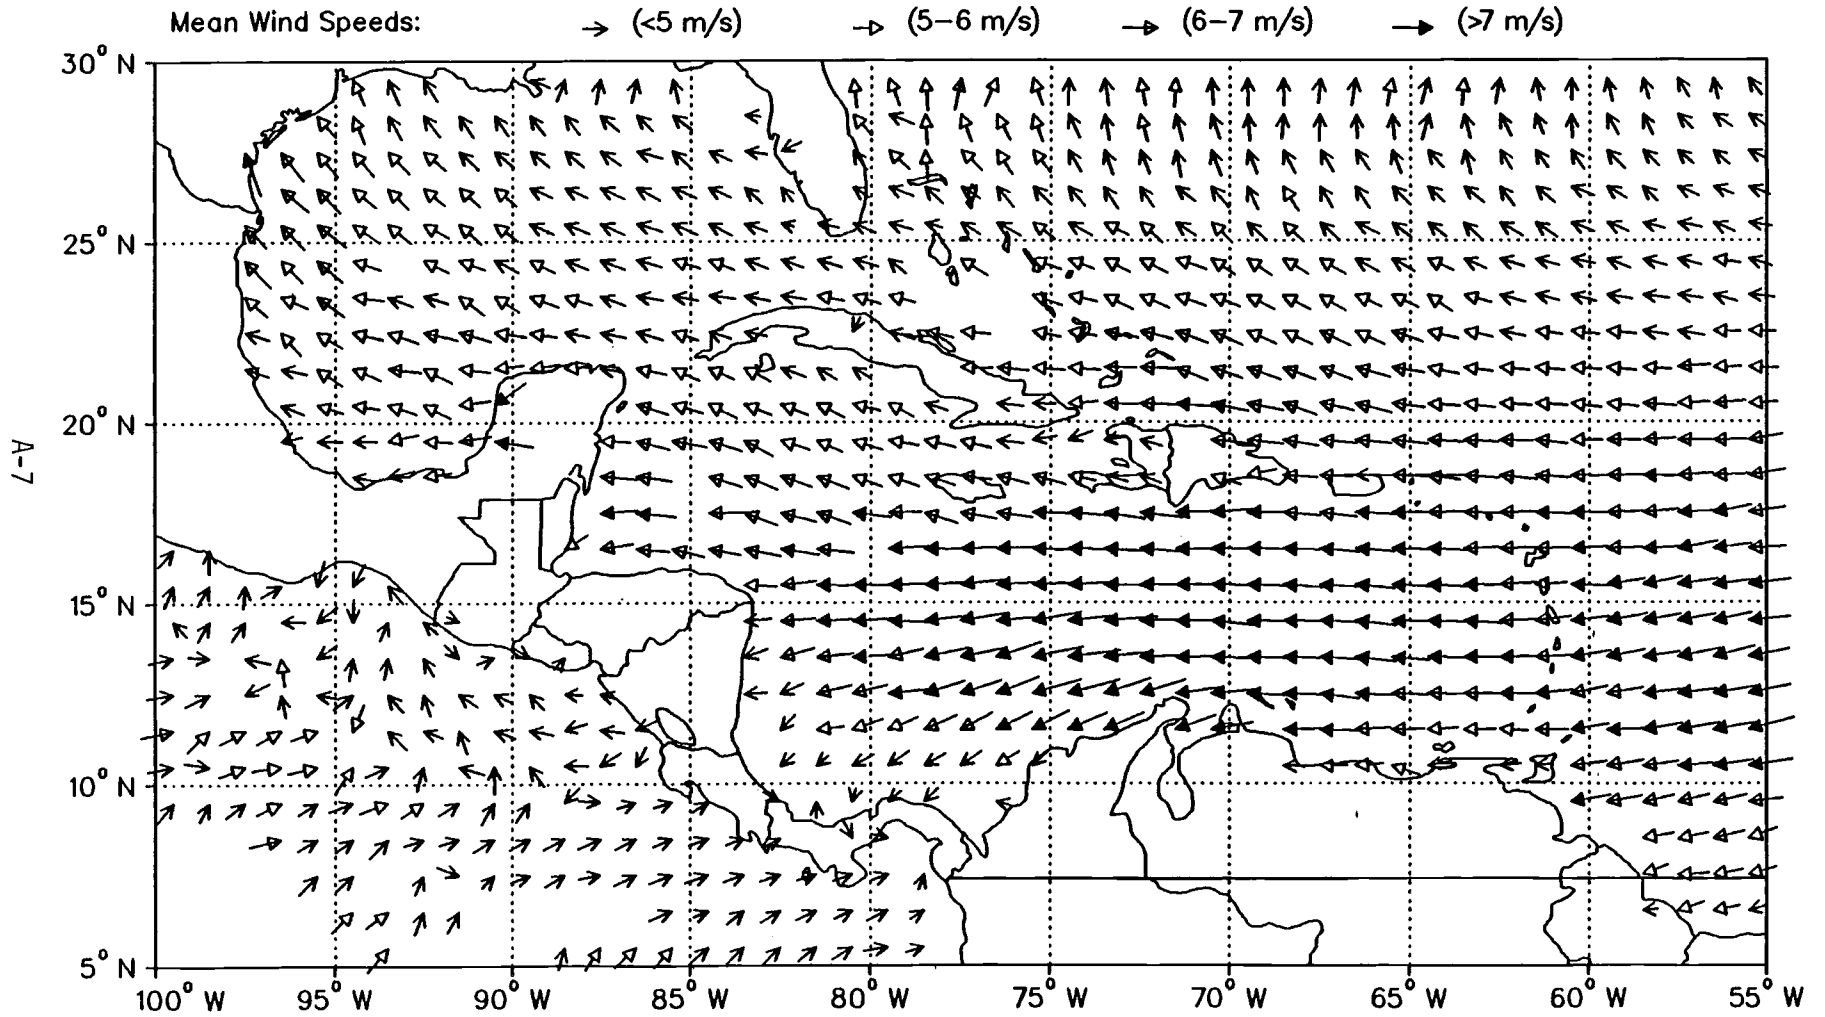 Mean Wind Speeds: (<5 m/s) (5–6 m/s) (6–7 m/s) (>7 m/s)
30° N
25° N
20° N
15° N
10° N
5° N
100° W 95° W 90° W 85° W 80° W 75° W 70° W 65° W 60° W 55° W
A-7